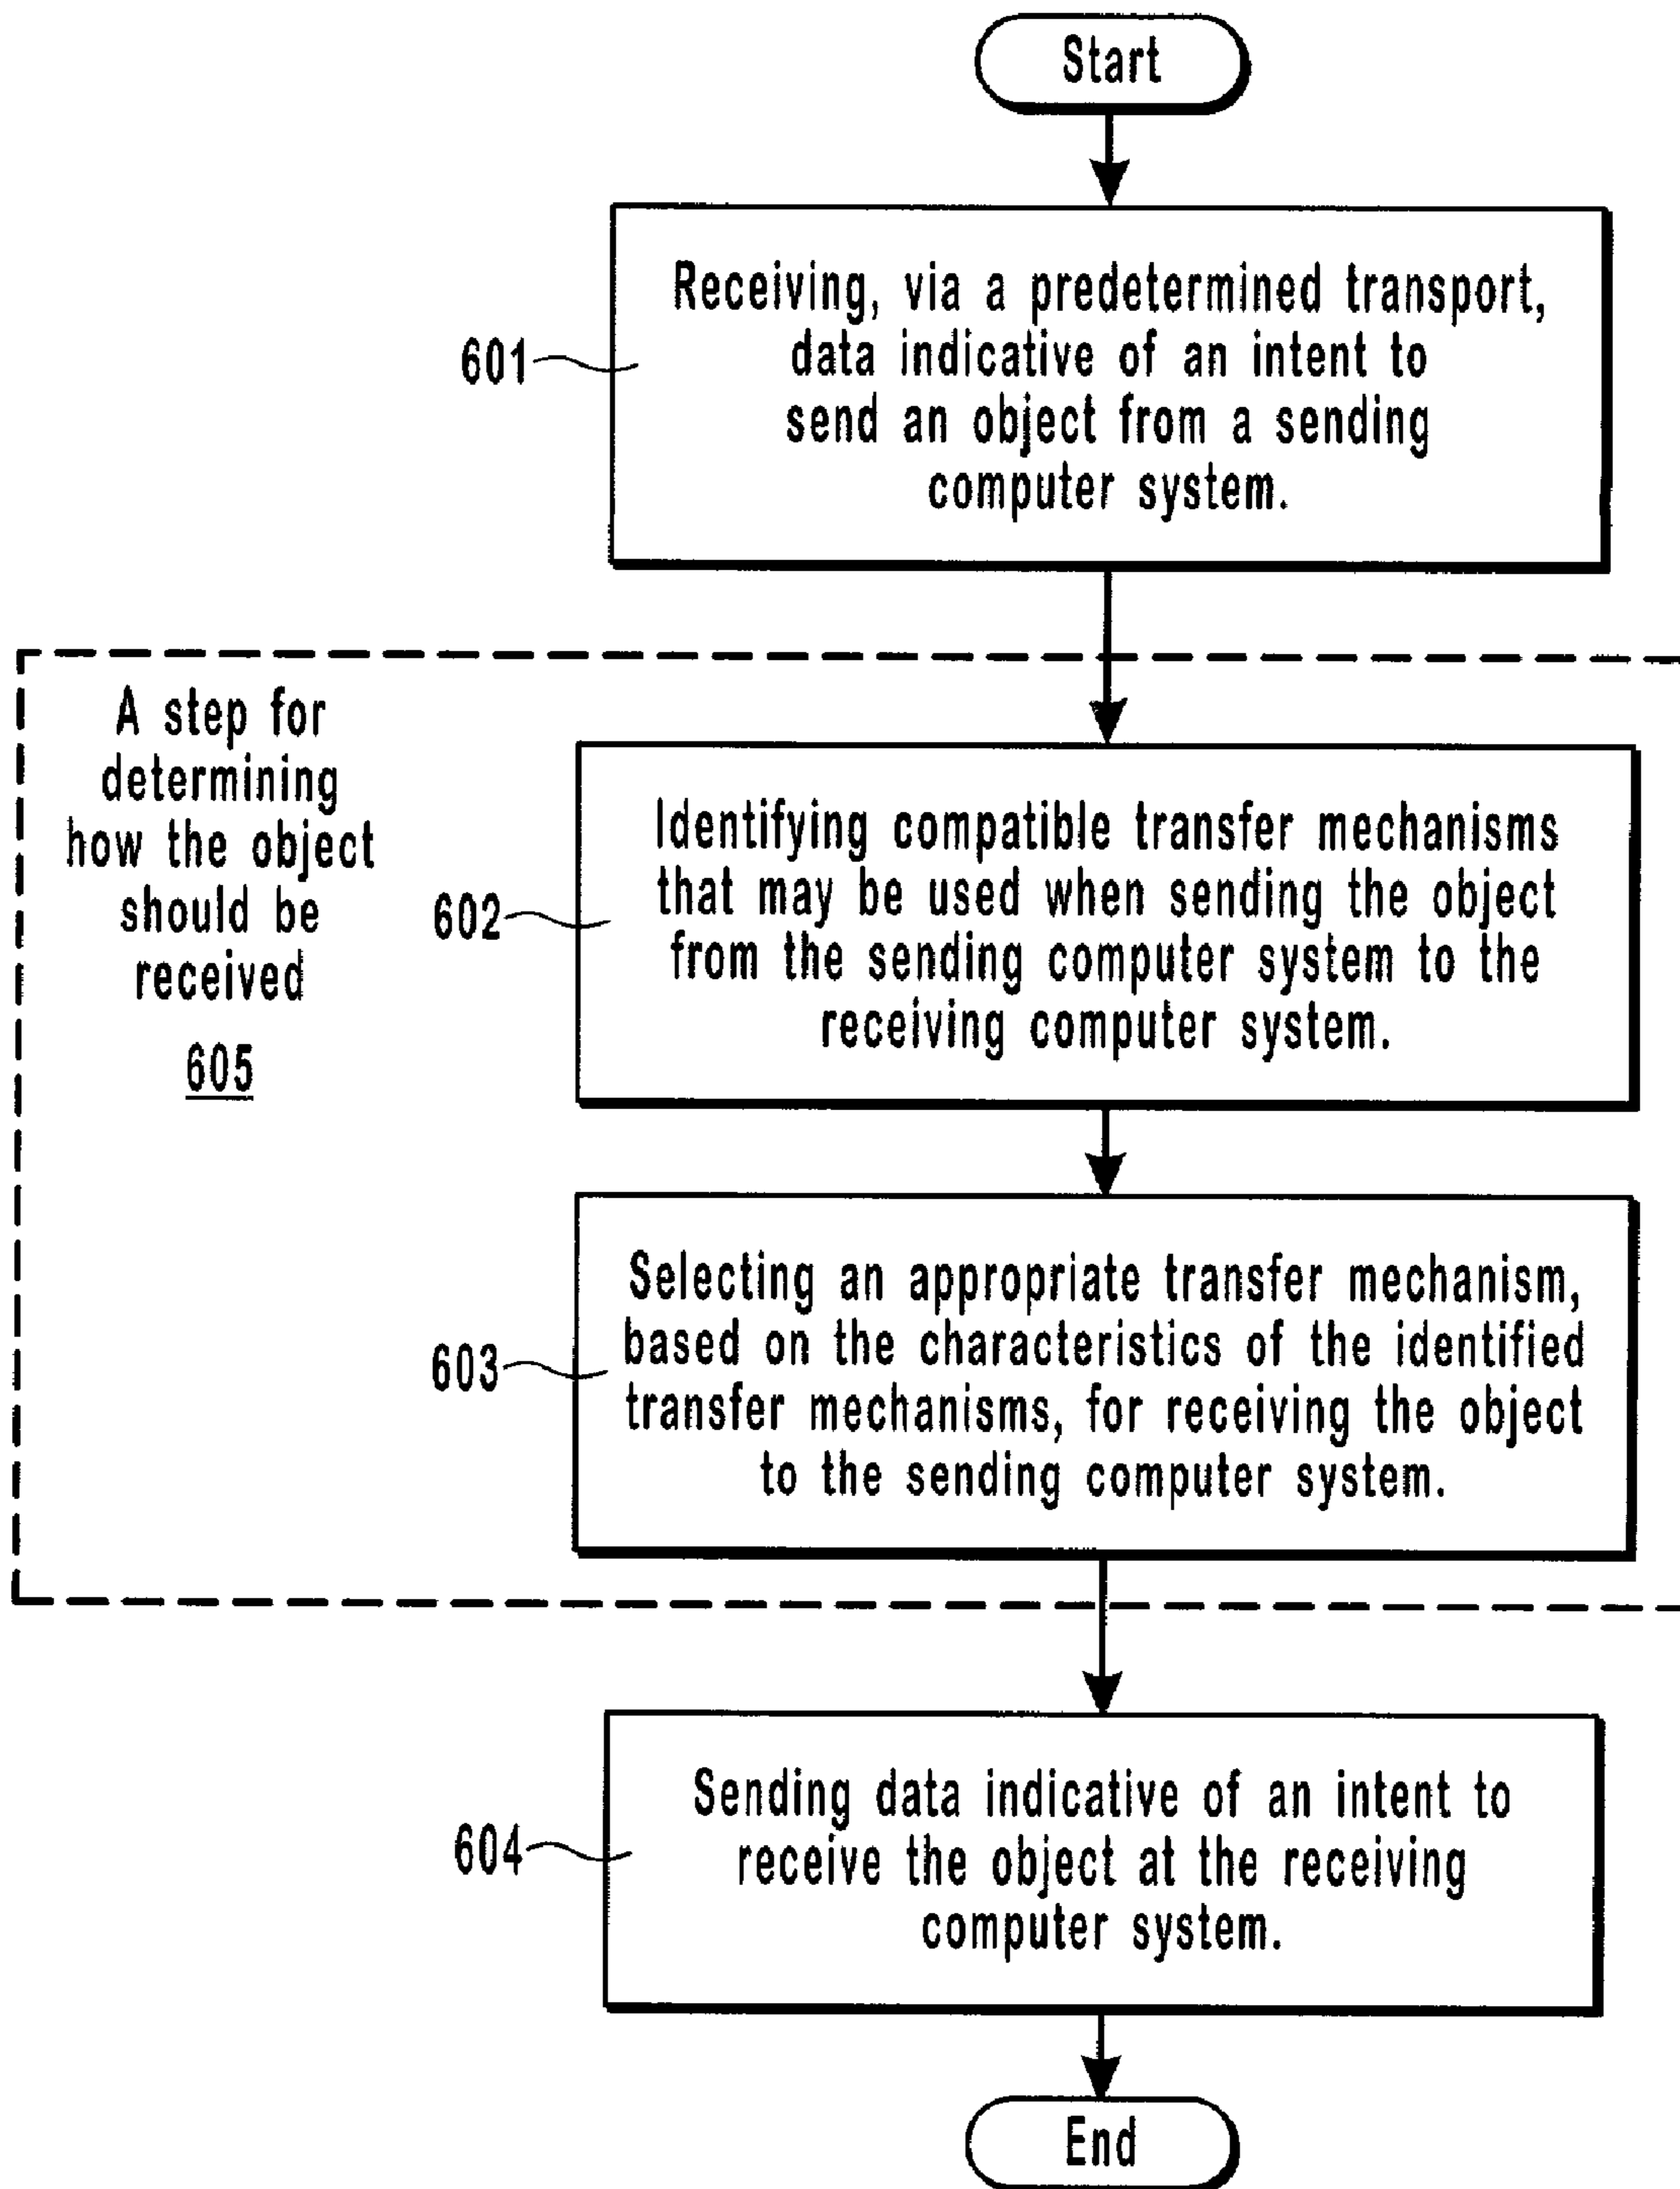 Start
601
Receiving, via a predetermined transport,
data indicative of an intent to
send an object from a sending
computer system.
A step for
determining
how the object
should be
received
605
602
Identifying compatible transfer mechanisms
that may be used when sending the object
from the sending computer system to the
receiving computer system.
603
Selecting an appropriate transfer mechanism,
based on the characteristics of the identified
transfer mechanisms, for receiving the object
to the sending computer system.
604
Sending data indicative of an intent to
receive the object at the receiving
computer system.
End